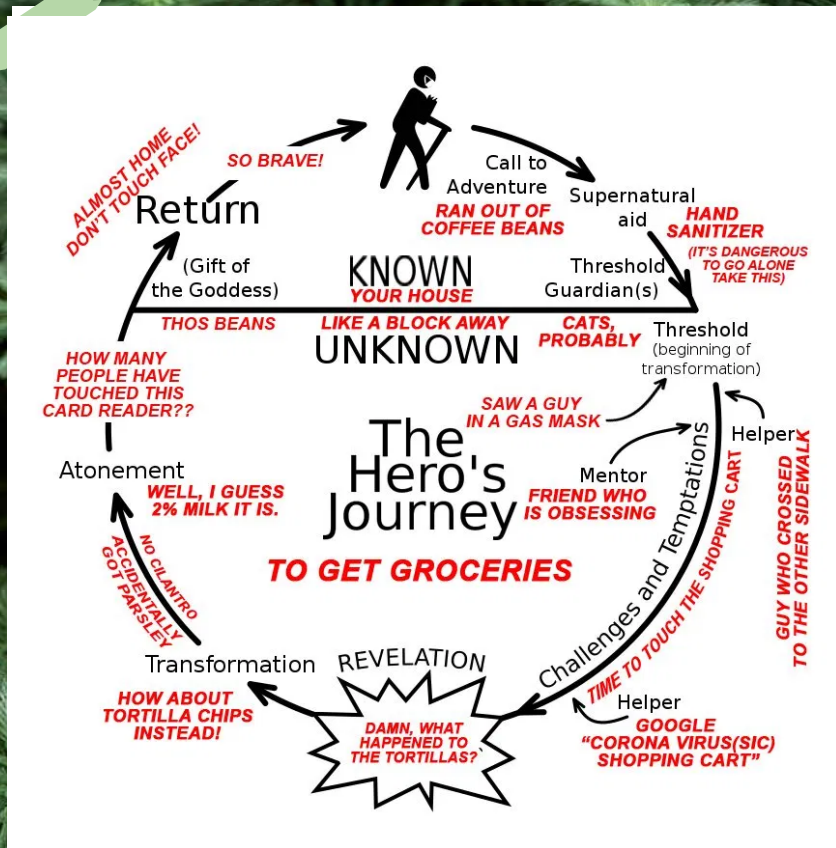 Call to
Adventure
RAN OUT OF
COFFEE BEANS
Supernatural
aid
HAND
SANITIZER
(IT'S DANGEROUS
TO GO ALONE
TAKE THIS)
Threshold
Guardian(s)
CATS,
PROBABLY
KNOWN
YOUR HOUSE
LIKE A BLOCK AWAY
UNKNOWN
Threshold
(beginning of
transformation)
SAW A GUY
IN A GAS MASK
Helper
GUY WHO CROSSED
TO THE OTHER SIDEWALK
Mentor
FRIEND WHO
IS OBSESSING
The
Hero's
Journey
TO GET GROCERIES
Challenges and Temptations
TIME TO TOUCH THE SHOPPING CART
Helper
GOOGLE
“CORONA VIRUS(SIC)
SHOPPING CART”
REVELATION
DAMN, WHAT
HAPPENED TO
THE TORTILLAS?
Transformation
HOW ABOUT
TORTILLA CHIPS
INSTEAD!
NO CILANTRO
ACCIDENTALLY
GOT PARSLEY
Atonement
WELL, I GUESS
2% MILK IT IS.
HOW MANY
PEOPLE HAVE
TOUCHED THIS
CARD READER??
(Gift of
the Goddess)
THOS BEANS
Return
ALMOST HOME
DON'T TOUCH FACE!
SO BRAVE!